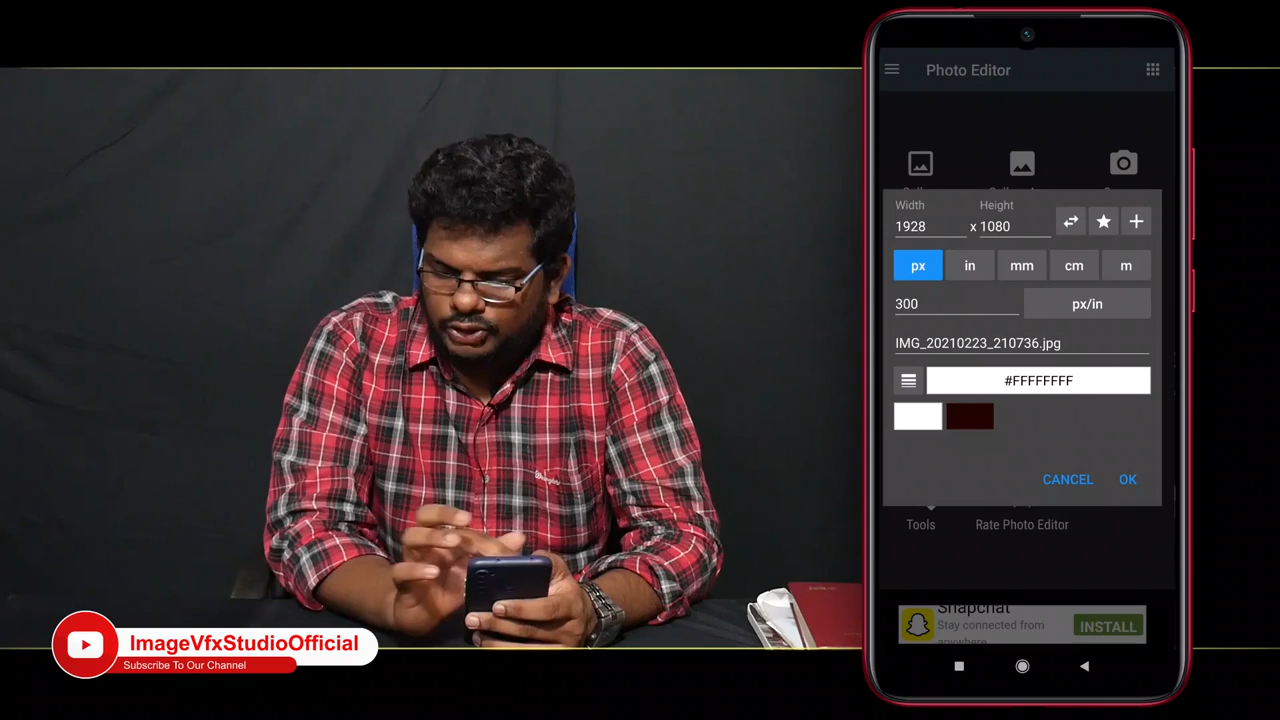 Photo Editor
Width
Height
1928
x 1080
px
in
mm
cm
m
300
px/in
IMG_20210223_210736.jpg
#FFFFFFFF
CANCEL
OK
Tools
Rate Photo Editor
Snapchat
Stay connected from
anywhere
INSTALL
ImageVfxStudioOfficial
Subscribe To Our Channel